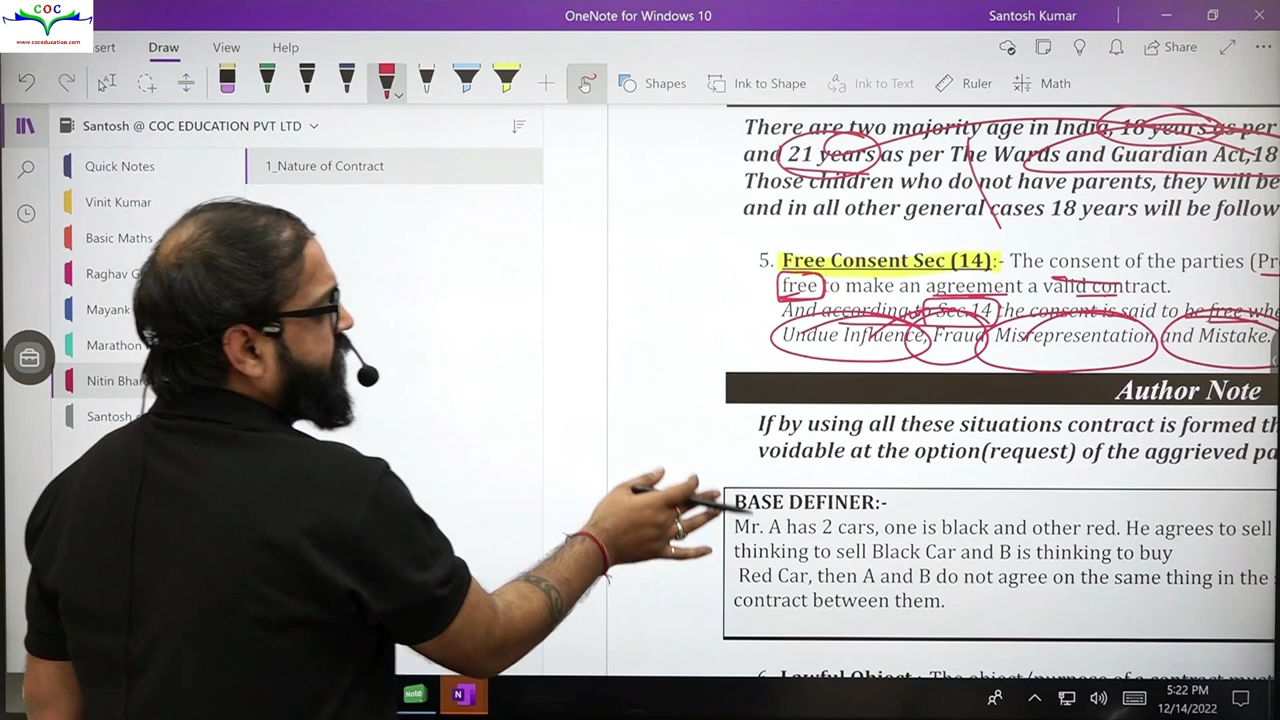 COC
www.coceducation.com
OneNote for Windows 10
Santosh Kumar
Draw
View
Help
Share
Shapes
Ink to Shape
Ink to Text
Ruler
Math
Santosh @ COC EDUCATION PVT LTD
Quick Notes
Vinit Kumar
Basic Maths
Raghav
Mayank
Marathon
Nitin
Santosh
1_Nature of Contract
There are two majority age in India, 18 years as per
and 21 years as per The Wards and Guardian Act,18
Those children who do not have parents, they will be
and in all other general cases 18 years will be follow
5. Free Consent Sec (14):- The consent of the parties (Pr
free to make an agreement a valid contract.
And according to Sec.14 the consent is said to be free
Undue Influence, Fraud, Misrepresentation and Mistake.
Author Note
If by using all these situations contract is formed
voidable at the option(request) of the aggrieved
BASE DEFINER:-
Mr. A has 2 cars, one is black and other red. He agrees to sell
thinking to sell Black Car and B is thinking to buy
Red Car, then A and B do not agree on the same thing in the
contract between them.
5:22 PM
12/14/2022